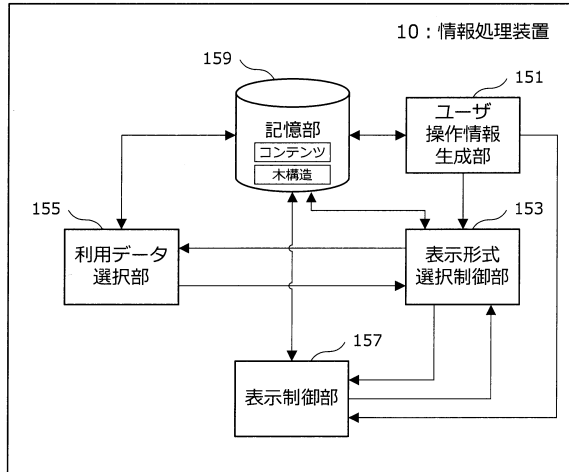 10：情報処理装置
159
151
記憶部
コンテンツ
木構造
ユーザ
操作情報
生成部
155
153
利用データ
選択部
表示形式
選択制御部
157
表示制御部